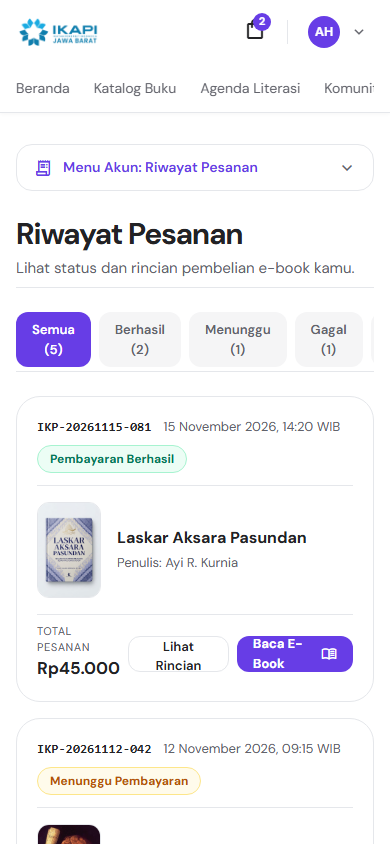 IKAPI
JAWA BARAT
2
AH
Beranda Katalog Buku Agenda Literasi Komuni
Menu Akun: Riwayat Pesanan
Riwayat Pesanan
Lihat status dan rincian pembelian e-book kamu.
Semua
(5)
Berhasil
(2)
Menunggu
(1)
Gagal
(1)
IKP-20261115-081 15 November 2026, 14:20 WIB
Pembayaran Berhasil
LASKAR
AKSARA
PASUNDAN
Laskar Aksara Pasundan
Penulis: Ayi R. Kurnia
TOTAL
PESANAN
Rp45.000
Lihat
Rincian
Baca E-
Book
IKP-20261112-042 12 November 2026, 09:15 WIB
Menunggu Pembayaran